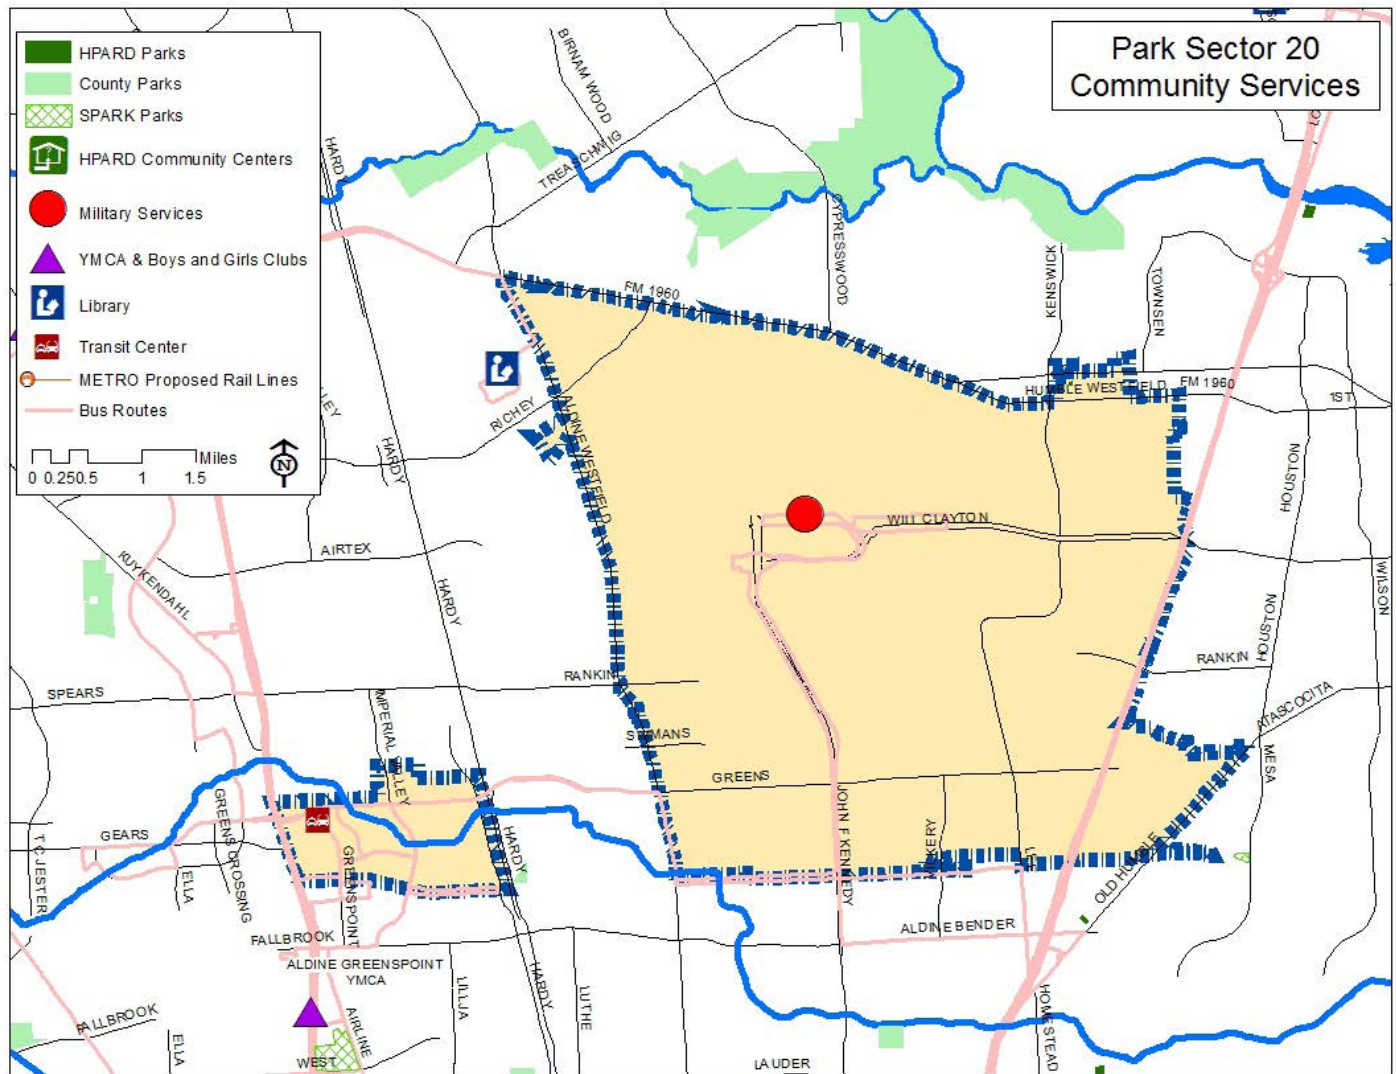 Park Sector 20
Community Services
HPARD Parks
County Parks
SPARK Parks
HPARD Community Centers
Military Services
YMCA & Boys and Girls Clubs
Library
Transit Center
METRO Proposed Rail Lines
Bus Routes
Miles
0 0.250.5 1 1.5
N
BIRNAM WOOD
TREASCHWIG
HARDY
CYPRESSWOOD
KENSWICK
TOWNSEN
FM 1960
HUMBLE WESTFIELD
FM 1960
1ST
RICHEY
ALDINE WESTFIELD
HARDY
HOUSTON
WILL CLAYTON
AIRTEX
KUYKENDAHL
HARDY
WILSON
HOUSTON
RANKIN
RANKIN
SPEARS
IMPERIAL VALLEY
ATASCOCITA
MESA
GREENS
JOHN F KENNEDY
GEARS
T C JESTER
ELLA
GREENS CROSSING
GREENSPOINT
HARDY
OLD HUMBLE
FALLBROOK
ALDINE BENDER
ALDINE GREENSPOINT
YMCA
LILLJA
HARDY
LUTHE
HOMESTEAD
FALLBROOK
ELLA
AIRLINE
WEST
LAUDER